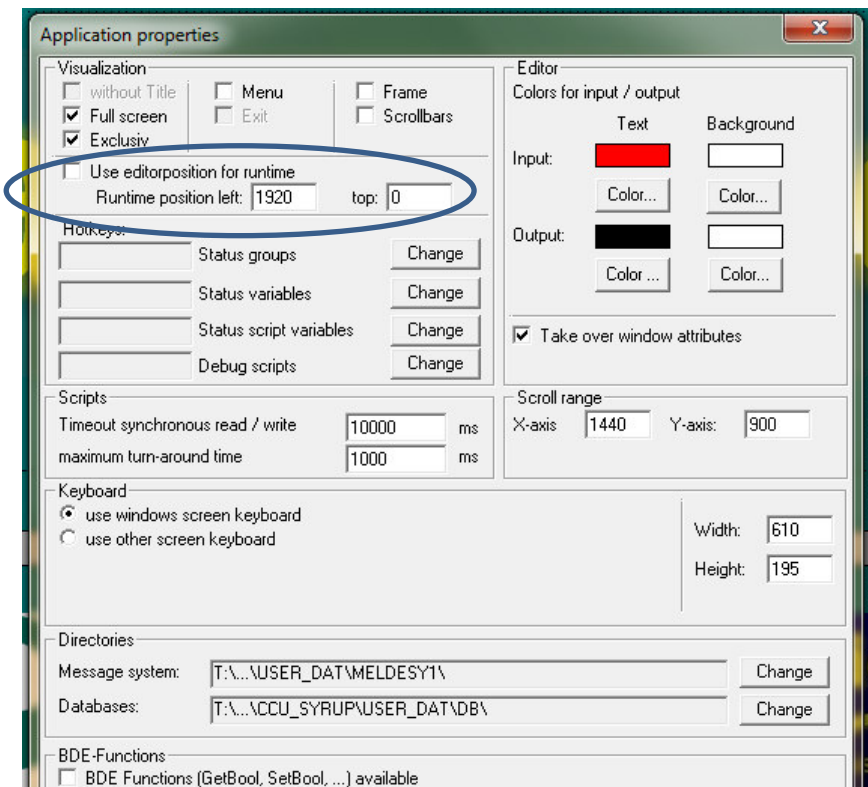 Application properties
Visualization
without Title
Menu
Frame
Full screen
Exit
Scrollbars
Exclusiv
Use editorposition for runtime
Runtime position left: 1920 top: 0
Hotkeys:
Status groups
Change
Status variables
Change
Status script variables
Change
Debug scripts
Change
Editor
Colors for input / output
Text Background
Input:
Color... Color...
Output:
Color ... Color...
Take over window attributes
Scripts
Timeout synchronous read / write 10000 ms
maximum turn-around time 1000 ms
Scroll range
X-axis 1440 Y-axis: 900
Keyboard
use windows screen keyboard
use other screen keyboard
Width: 610
Height: 195
Directories
Message system: T:\...\USER_DAT\MELDESY1\ Change
Databases: T:\...\CCU_SYRUP\USER_DAT\DB\ Change
BDE-Functions
BDE Functions (GetBool, SetBool, ...) available